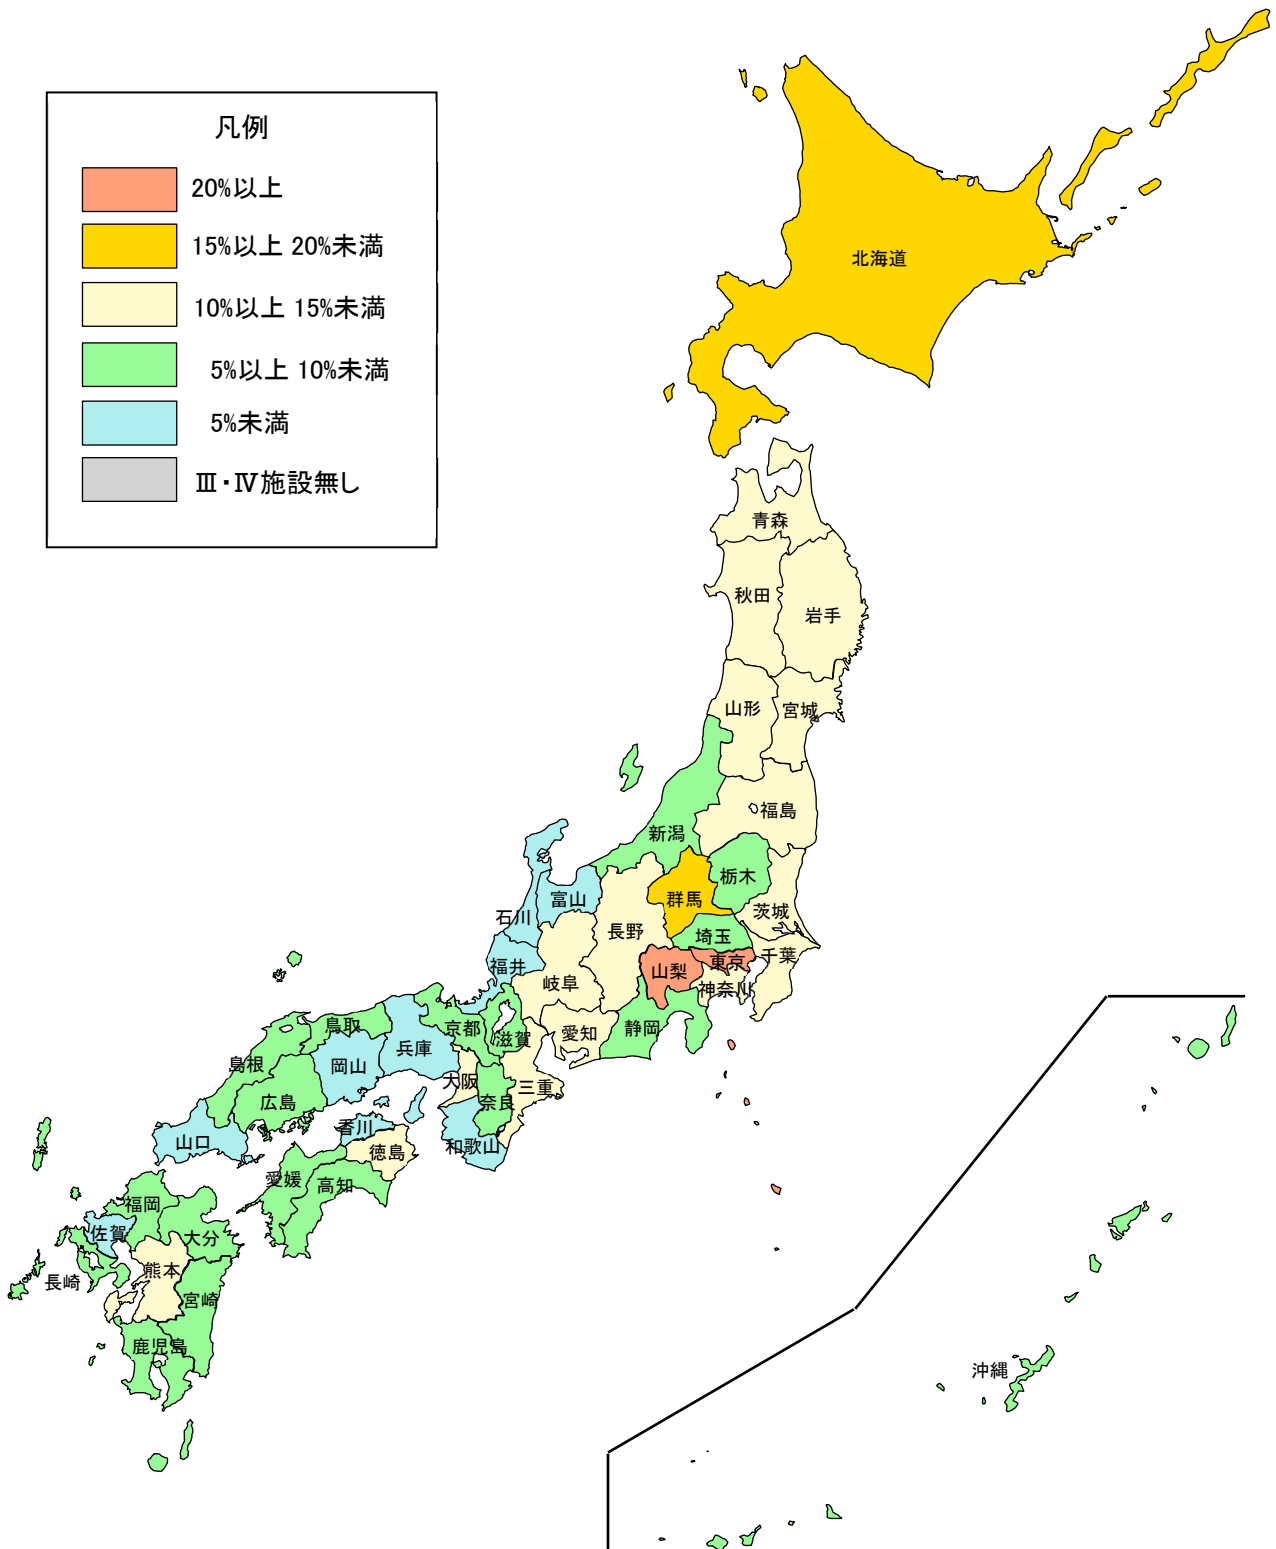 凡例
20%以上
15%以上 20%未満
10%以上 15%未満
5%以上 10%未満
5%未満
Ⅲ・Ⅳ施設無し
北海道
青森
秋田
岩手
山形
宮城
福島
新潟
栃木
群馬
茨城
富山
石川
長野
埼玉
千葉
東京
山梨
福井
岐阜
神奈川
愛知
静岡
鳥取
京都
滋賀
兵庫
島根
岡山
大阪
三重
奈良
広島
香川
山口
和歌山
徳島
愛媛
高知
福岡
佐賀
大分
熊本
長崎
宮崎
鹿児島
沖縄